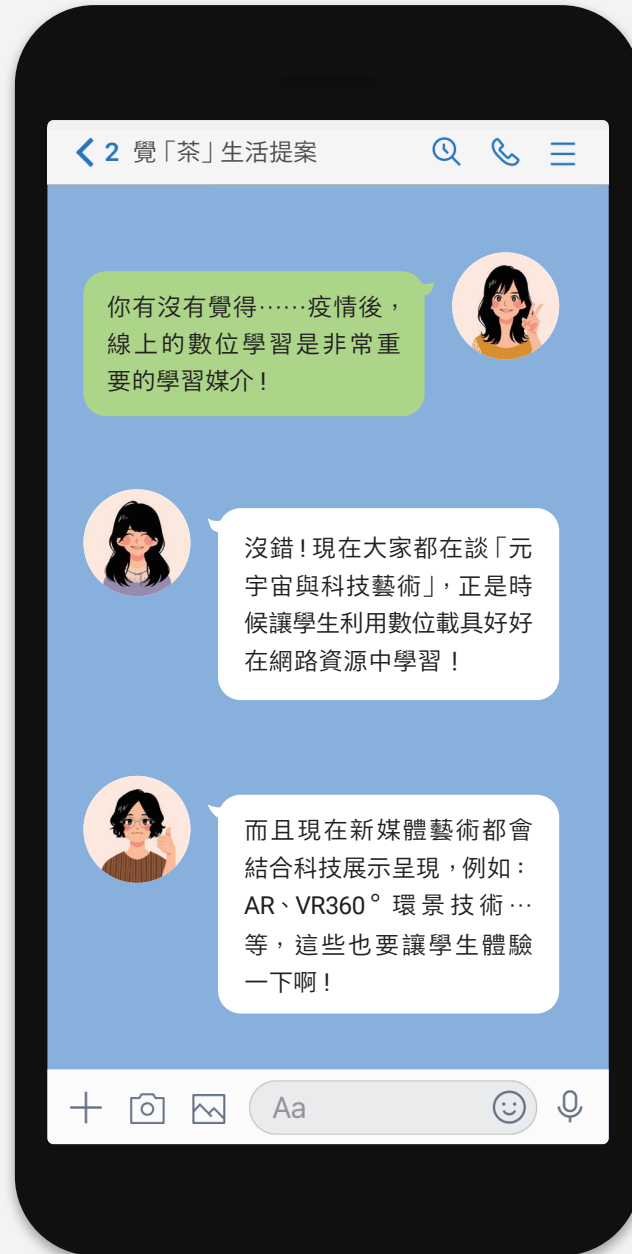 2 覺「茶」生活提案
你有沒有覺得⋯⋯疫情後，
線上的數位學習是非常重
要的學習媒介！
沒錯！現在大家都在談「元
宇宙與科技藝術」，正是時
候讓學生利用數位載具好好
在網路資源中學習！
而且現在新媒體藝術都會
結合科技展示呈現，例如：
AR、VR360°環景技術⋯
等，這些也要讓學生體驗
一下啊！
Aa